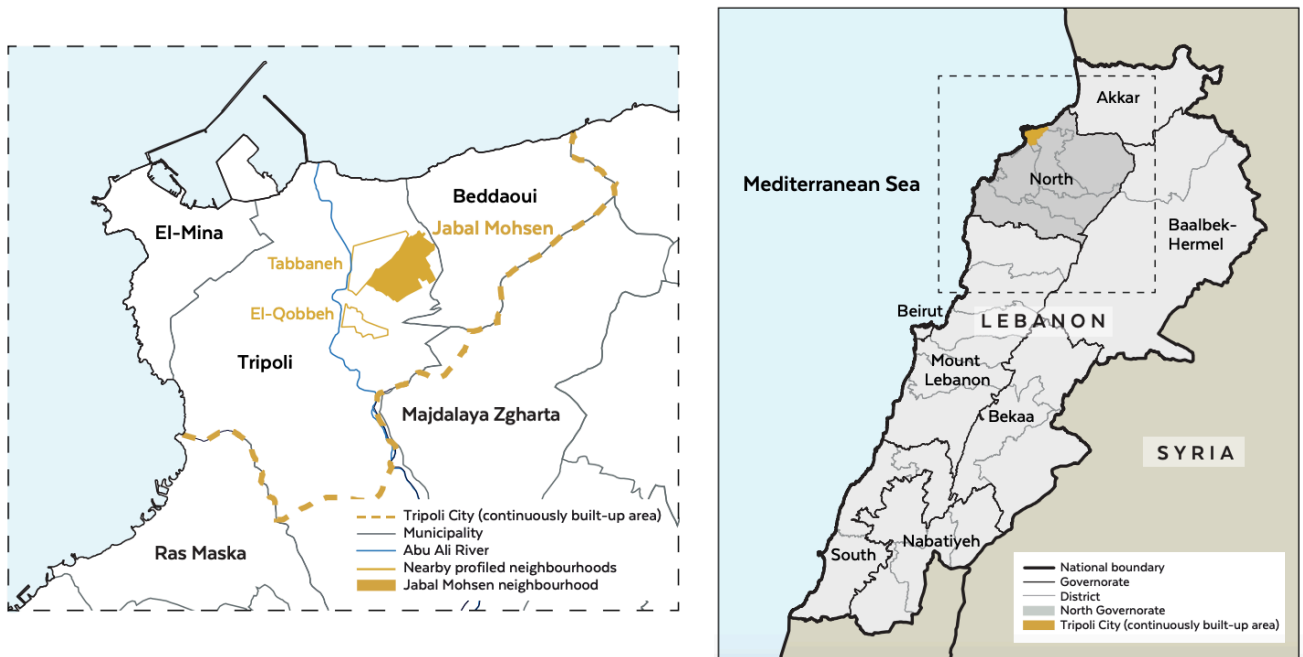 El-Mina
Beddaoui
Jabal Mohsen
Tabbaneh
El-Qobbeh
Tripoli
Majdalaya Zgharta
Ras Maska
Tripoli City (continuously built-up area)
Municipality
Abu Ali River
Nearby profiled neighbourhoods
Jabal Mohsen neighbourhood
Akkar
Mediterranean Sea
North
Baalbek-
Hermel
Beirut
LEBANON
Mount
Lebanon
Bekaa
SYRIA
South
Nabatiyeh
National boundary
Governorate
District
North Governorate
Tripoli City (continuously built-up area)